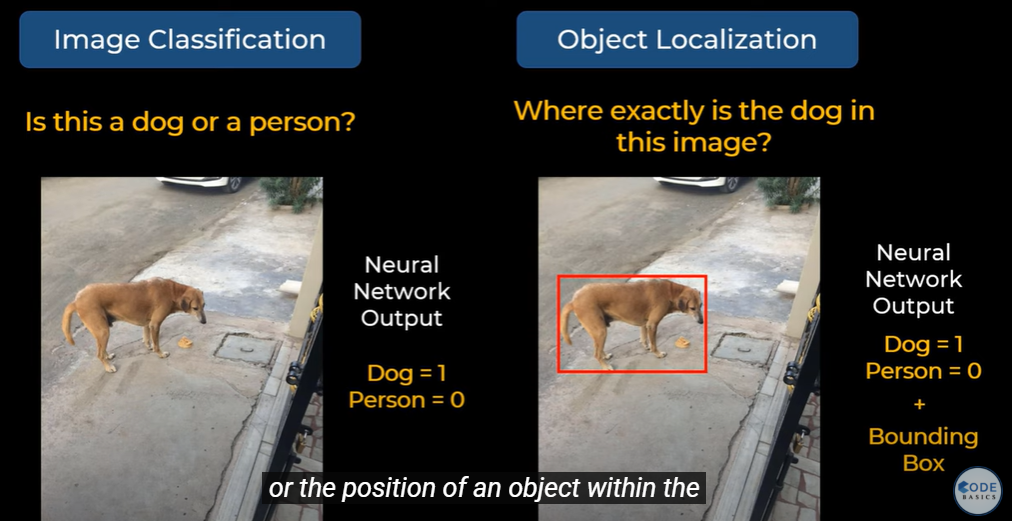 Image Classification
Is this a dog or a person?
Neural
Network
Output
Dog = 1
Person = 0
Object Localization
Where exactly is the dog in
this image?
Neural
Network
Output
Dog = 1
Person = 0
+
Bounding
Box
or the position of an object within the
CODE
BASICS